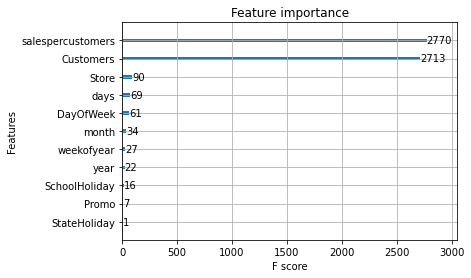 Feature importance
Features
salespercustomers 2770
Customers 2713
Store 90
days 69
DayOfWeek 61
month 34
weekofyear 27
year 22
SchoolHoliday 16
Promo 7
StateHoliday 1
0 500 1000 1500 2000 2500 3000
F score